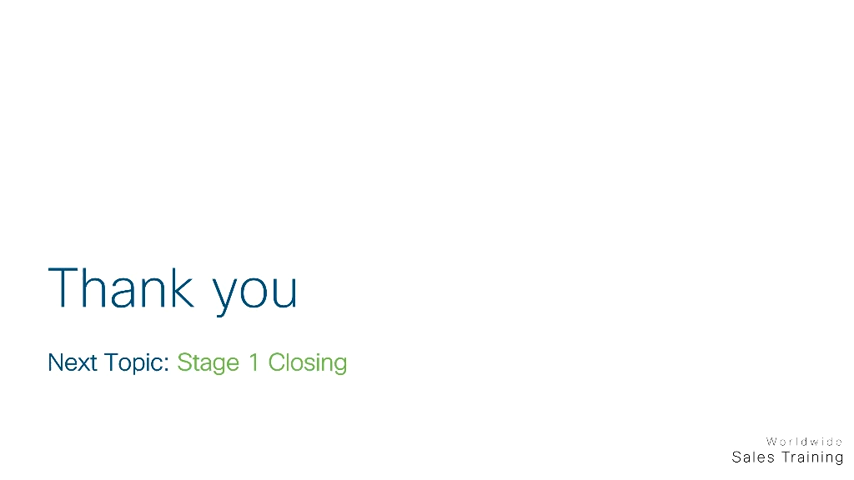 Thank you
Next Topic: Stage 1 Closing
Worldwide
Sales Training